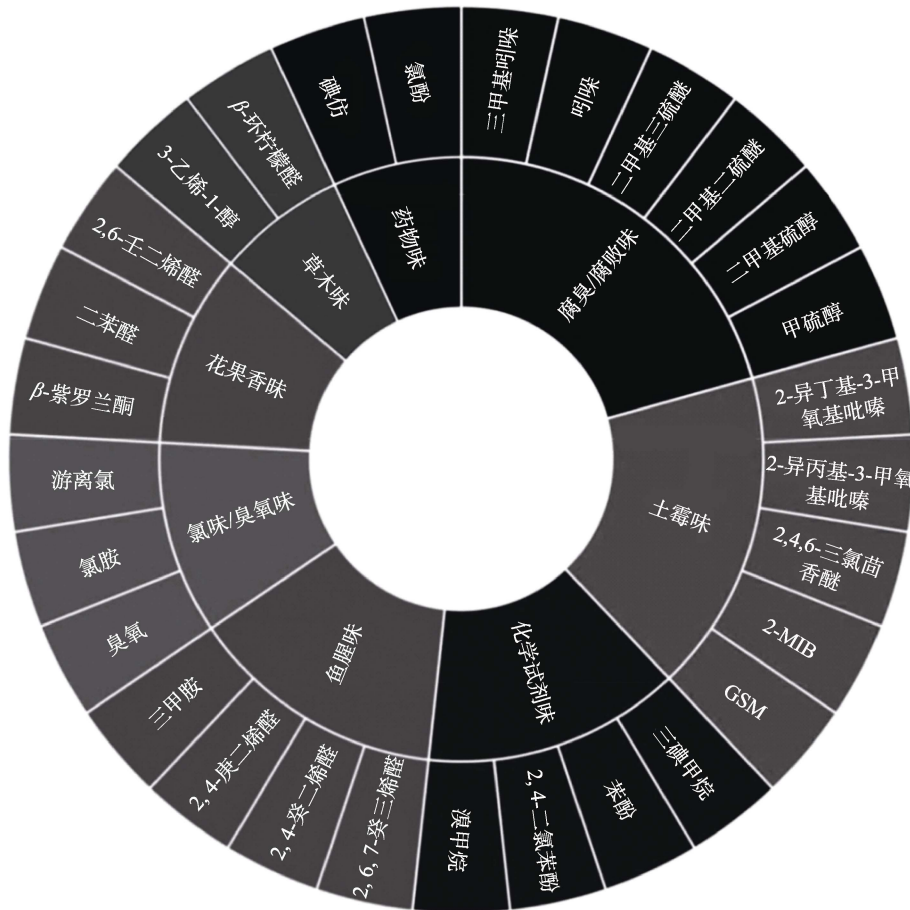 腐臭/腐败味
三甲基吲哚
吲哚
二甲基三硫醚
二甲基二硫醚
二甲基硫醇
甲硫醇
土霉味
2-异丁基-3-甲
氧基吡嗪
2-异丙基-3-甲氧
基吡嗪
2,4,6-三氯茴
香醚
2-MIB
GSM
化学试剂味
三碘甲烷
苯酚
2, 4-二氯苯酚
溴甲烷
鱼腥味
2, 6, 7-癸三烯醛
2, 4-癸二烯醛
2, 4-庚二烯醛
三甲胺
氯味/臭氧味
臭氧
氯胺
游离氯
花果香味
β-紫罗兰酮
二苯醛
2,6-壬二烯醛
草木味
3-乙烯-1-醇
β-环柠檬醛
药物味
碘仿
氯酚